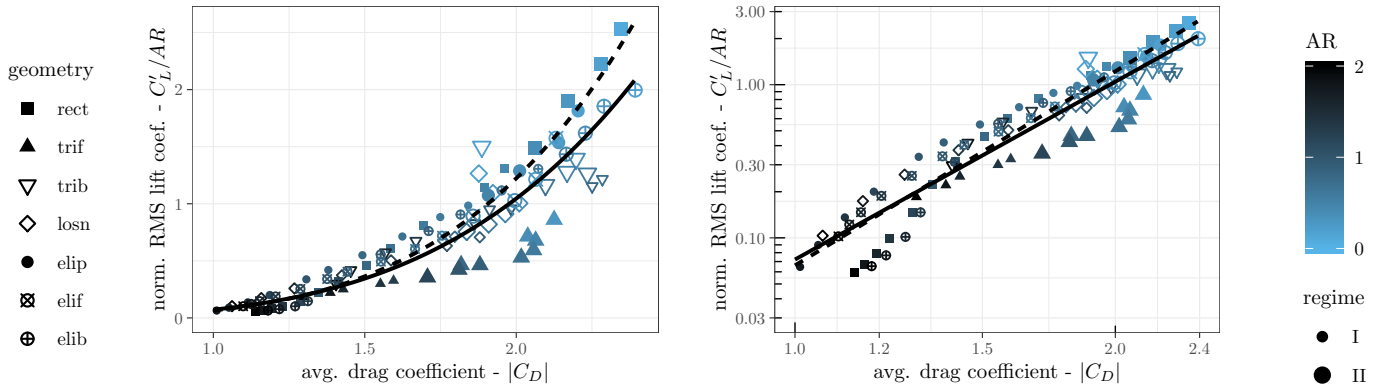 geometry
rect
trif
trib
losn
elip
elif
elib
norm. RMS lift coef. - C'_L/AR
0
1
2
1.0
1.5
2.0
avg. drag coefficient - |C_D|
norm. RMS lift coef. - C'_L/AR
3.00
1.00
0.30
0.10
0.03
1.0
1.2
1.5
2.0
2.4
avg. drag coefficient - |C_D|
AR
2
1
0
regime
I
II